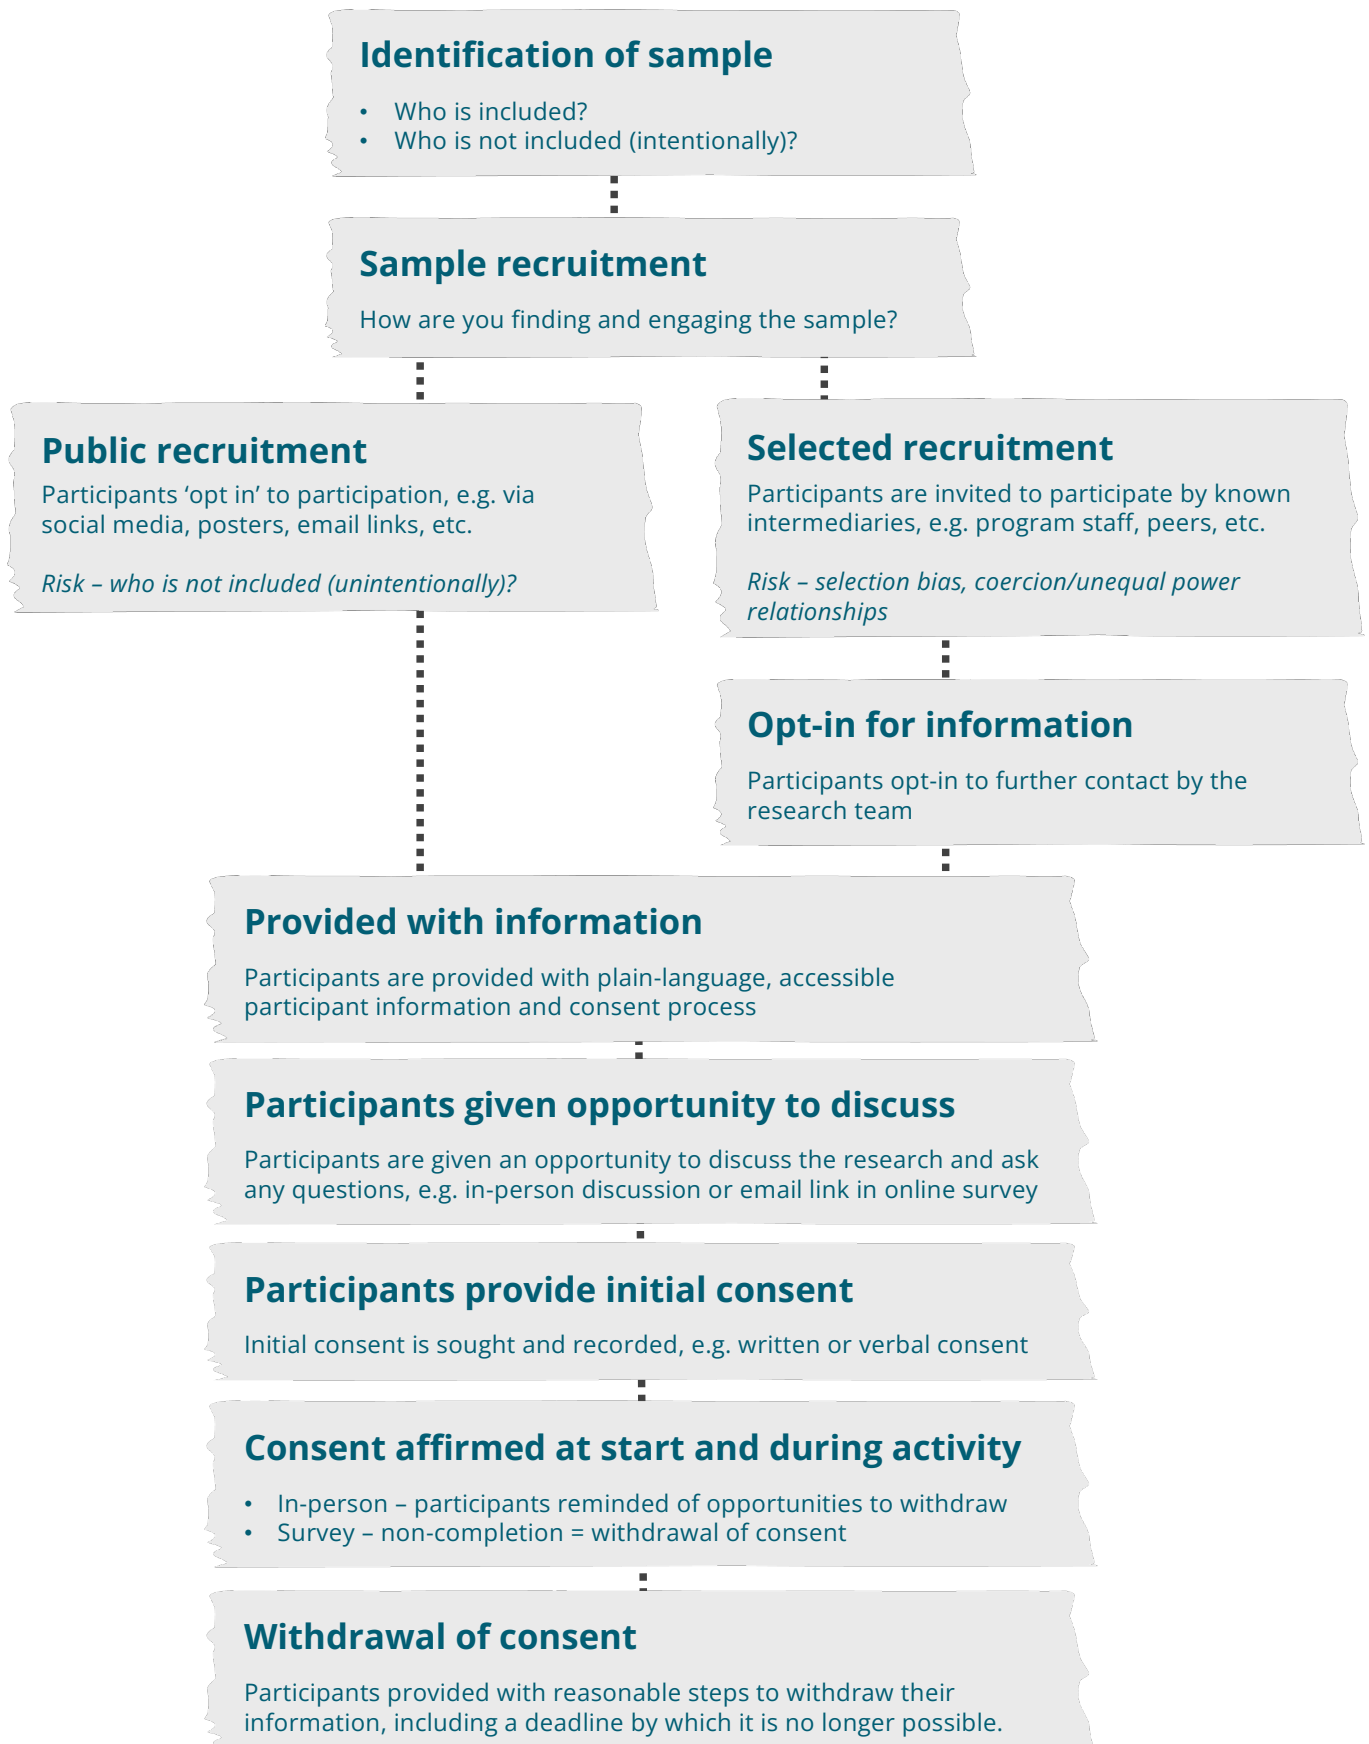 Identification of sample
• Who is included?
• Who is not included (intentionally)?
Sample recruitment
How are you finding and engaging the sample?
Public recruitment
Participants ‘opt in’ to participation, e.g. via
social media, posters, email links, etc.
Risk – who is not included (unintentionally)?
Selected recruitment
Participants are invited to participate by known
intermediaries, e.g. program staff, peers, etc.
Risk – selection bias, coercion/unequal power
relationships
Opt-in for information
Participants opt-in to further contact by the
research team
Provided with information
Participants are provided with plain-language, accessible
participant information and consent process
Participants given opportunity to discuss
Participants are given an opportunity to discuss the research and ask
any questions, e.g. in-person discussion or email link in online survey
Participants provide initial consent
Initial consent is sought and recorded, e.g. written or verbal consent
Consent affirmed at start and during activity
• In-person – participants reminded of opportunities to withdraw
• Survey – non-completion = withdrawal of consent
Withdrawal of consent
Participants provided with reasonable steps to withdraw their
information, including a deadline by which it is no longer possible.